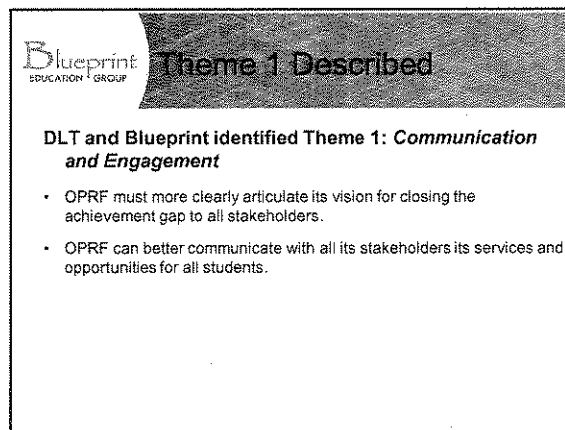 Blueprint
EDUCATION GROUP
Theme 1 Described
DLT and Blueprint identified Theme 1: Communication
and Engagement
• OPRF must more clearly articulate its vision for closing the
achievement gap to all stakeholders.
• OPRF can better communicate with all its stakeholders its services and
opportunities for all students.